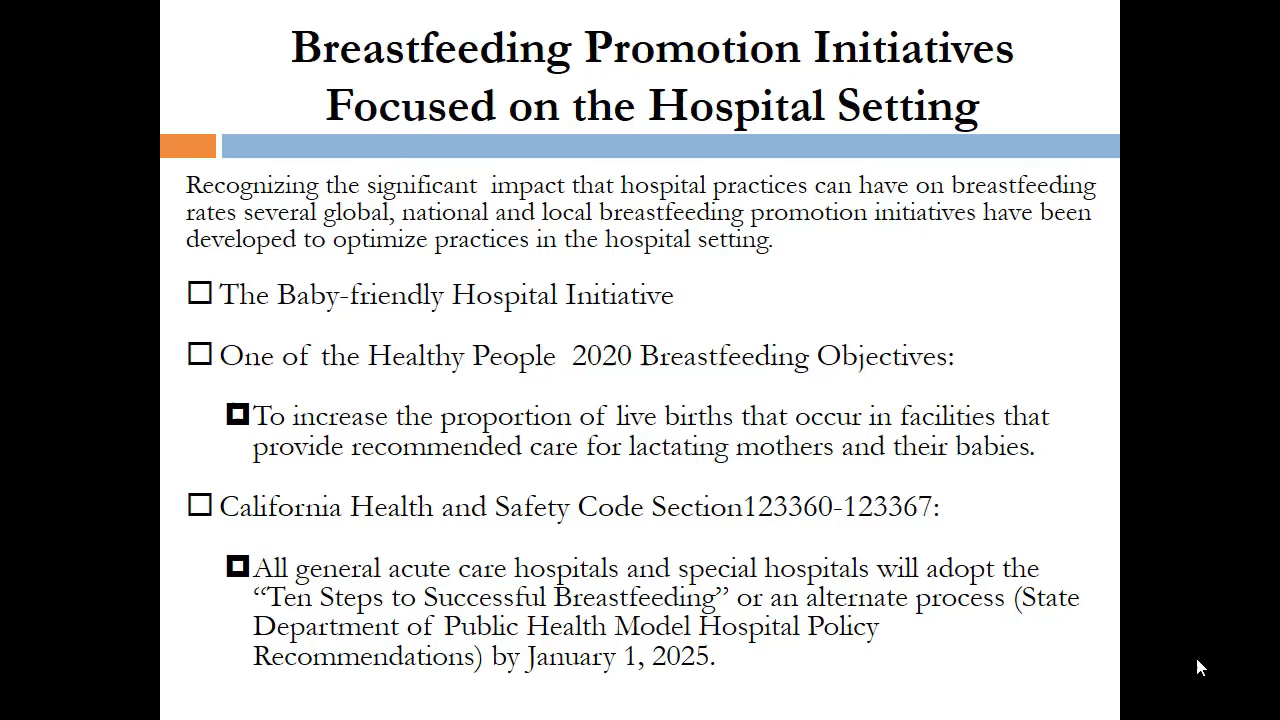 Breastfeeding Promotion Initiatives
Focused on the Hospital Setting
Recognizing the significant impact that hospital practices can have on breastfeeding
rates several global, national and local breastfeeding promotion initiatives have been
developed to optimize practices in the hospital setting.
The Baby-friendly Hospital Initiative
One of the Healthy People 2020 Breastfeeding Objectives:
To increase the proportion of live births that occur in facilities that
provide recommended care for lactating mothers and their babies.
California Health and Safety Code Section123360-123367:
All general acute care hospitals and special hospitals will adopt the
“Ten Steps to Successful Breastfeeding” or an alternate process (State
Department of Public Health Model Hospital Policy
Recommendations) by January 1, 2025.